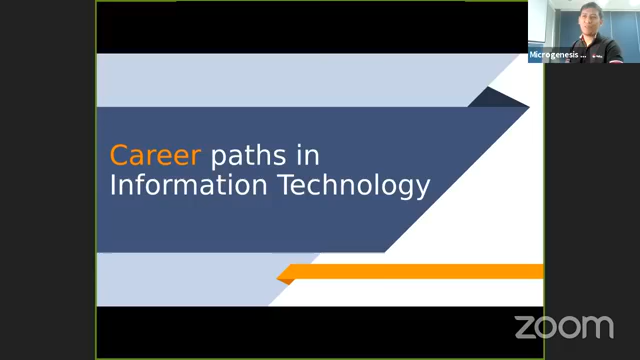 Microgenesis ...
Career paths in
Information Technology
zoom